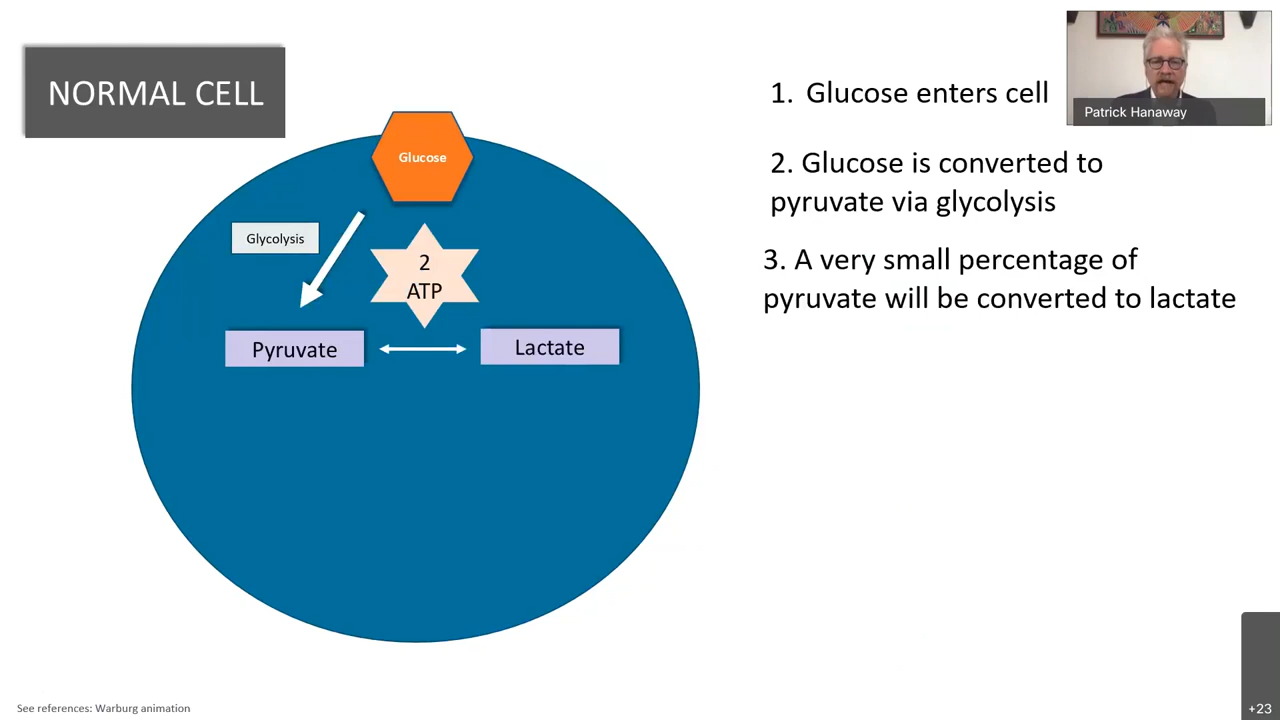 NORMAL CELL
Glucose
Glycolysis
2
ATP
Pyruvate
Lactate
1. Glucose enters cell
2. Glucose is converted to
pyruvate via glycolysis
3. A very small percentage of
pyruvate will be converted to lactate
Patrick Hanaway
See references: Warburg animation
+23